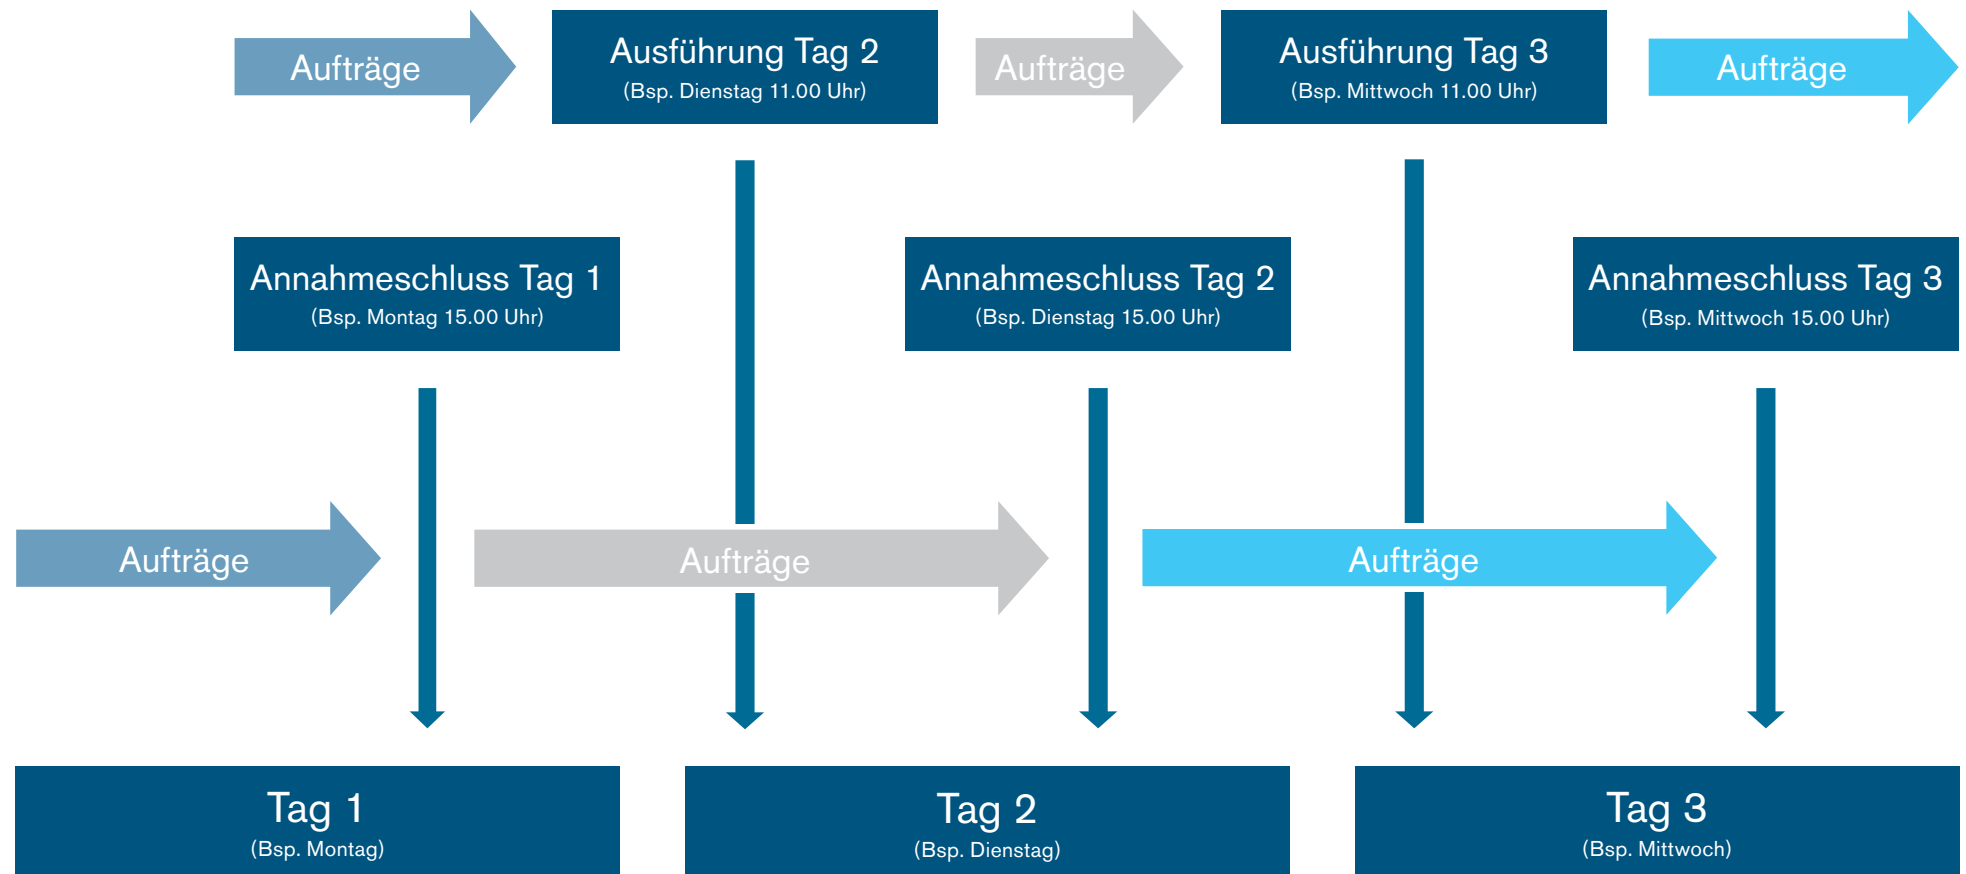 Aufträge
Ausführung Tag 2
(Bsp. Dienstag 11.00 Uhr)
Aufträge
Ausführung Tag 3
(Bsp. Mittwoch 11.00 Uhr)
Aufträge
Annahmeschluss Tag 1
(Bsp. Montag 15.00 Uhr)
Annahmeschluss Tag 2
(Bsp. Dienstag 15.00 Uhr)
Annahmeschluss Tag 3
(Bsp. Mittwoch 15.00 Uhr)
Aufträge
Aufträge
Aufträge
Tag 1
(Bsp. Montag)
Tag 2
(Bsp. Dienstag)
Tag 3
(Bsp. Mittwoch)